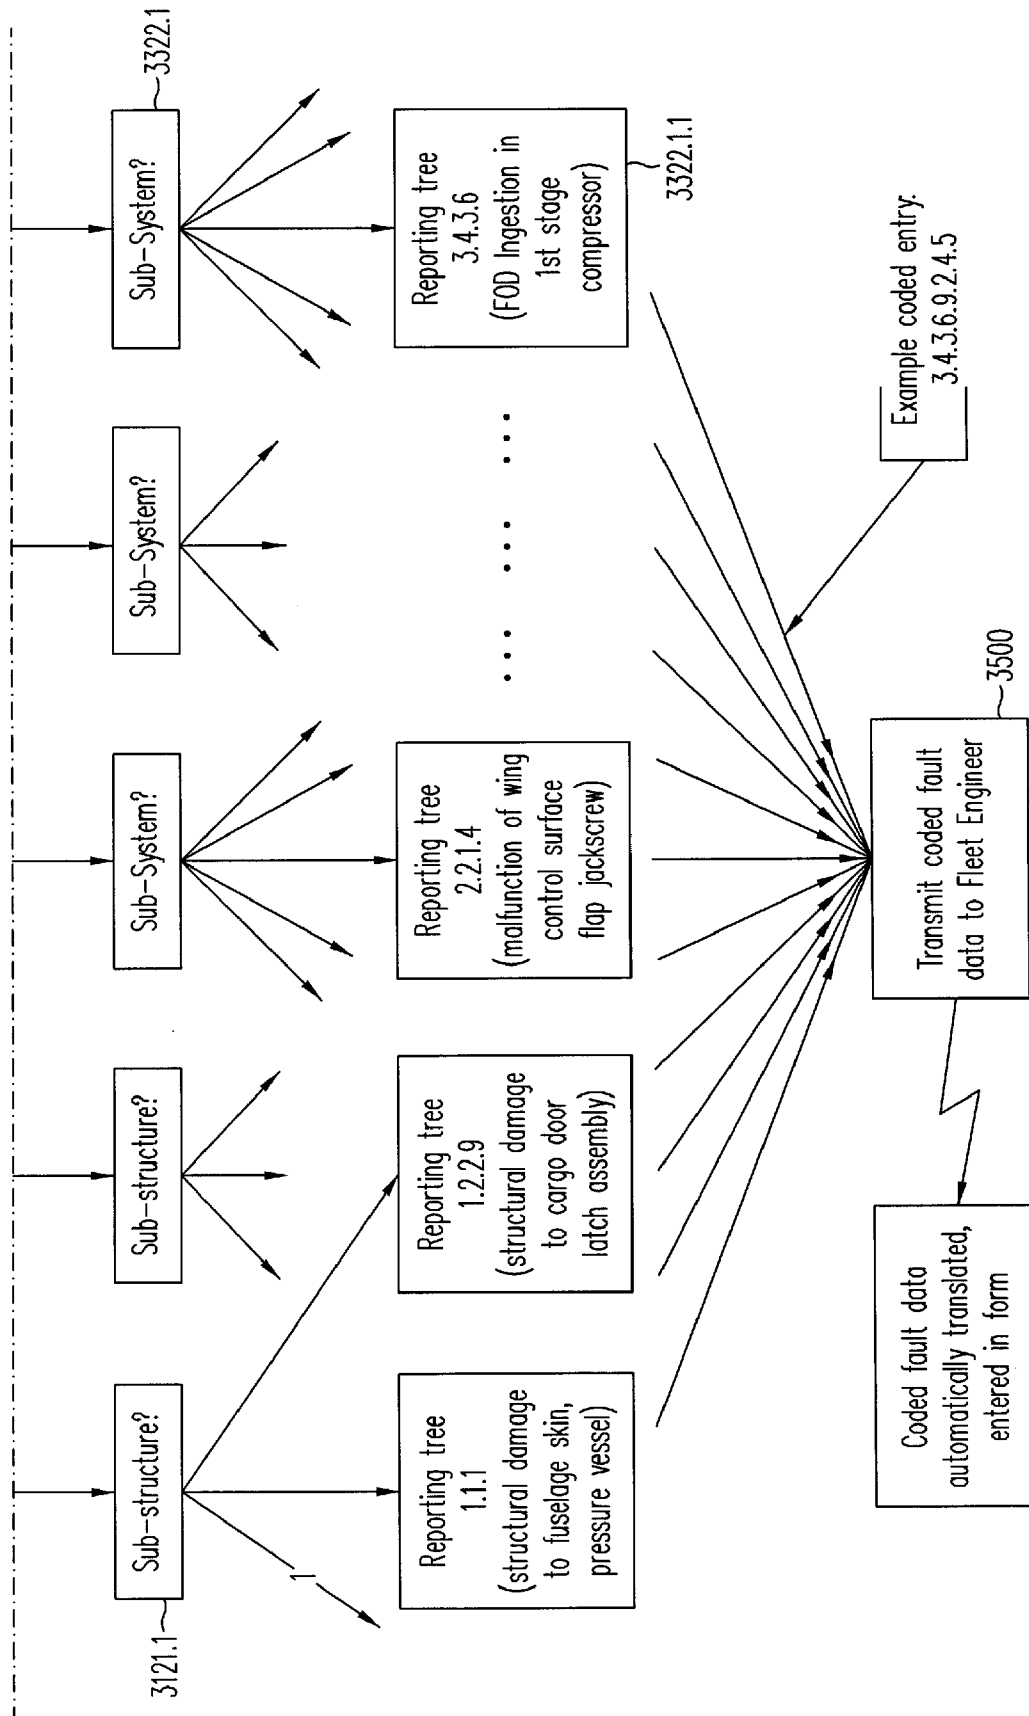 3121.1
Sub-structure?
Sub-structure?
Sub-System?
Sub-System?
Sub-System?
3322.1
1
Reporting tree
1.1.1
(structural damage
to fuselage skin,
pressure vessel)
Reporting tree
1.2.2.9
(structural damage
to cargo door
latch assembly)
Reporting tree
2.2.1.4
(malfunction of wing
control surface
flap jackscrew)
Reporting tree
3.4.3.6
(FOD Ingestion in
1st stage
compressor)
3322.1.1
Example coded entry.
3.4.3.6.9.2.4.5
Transmit coded fault
data to Fleet Engineer
3500
Coded fault data
automatically translated,
entered in form